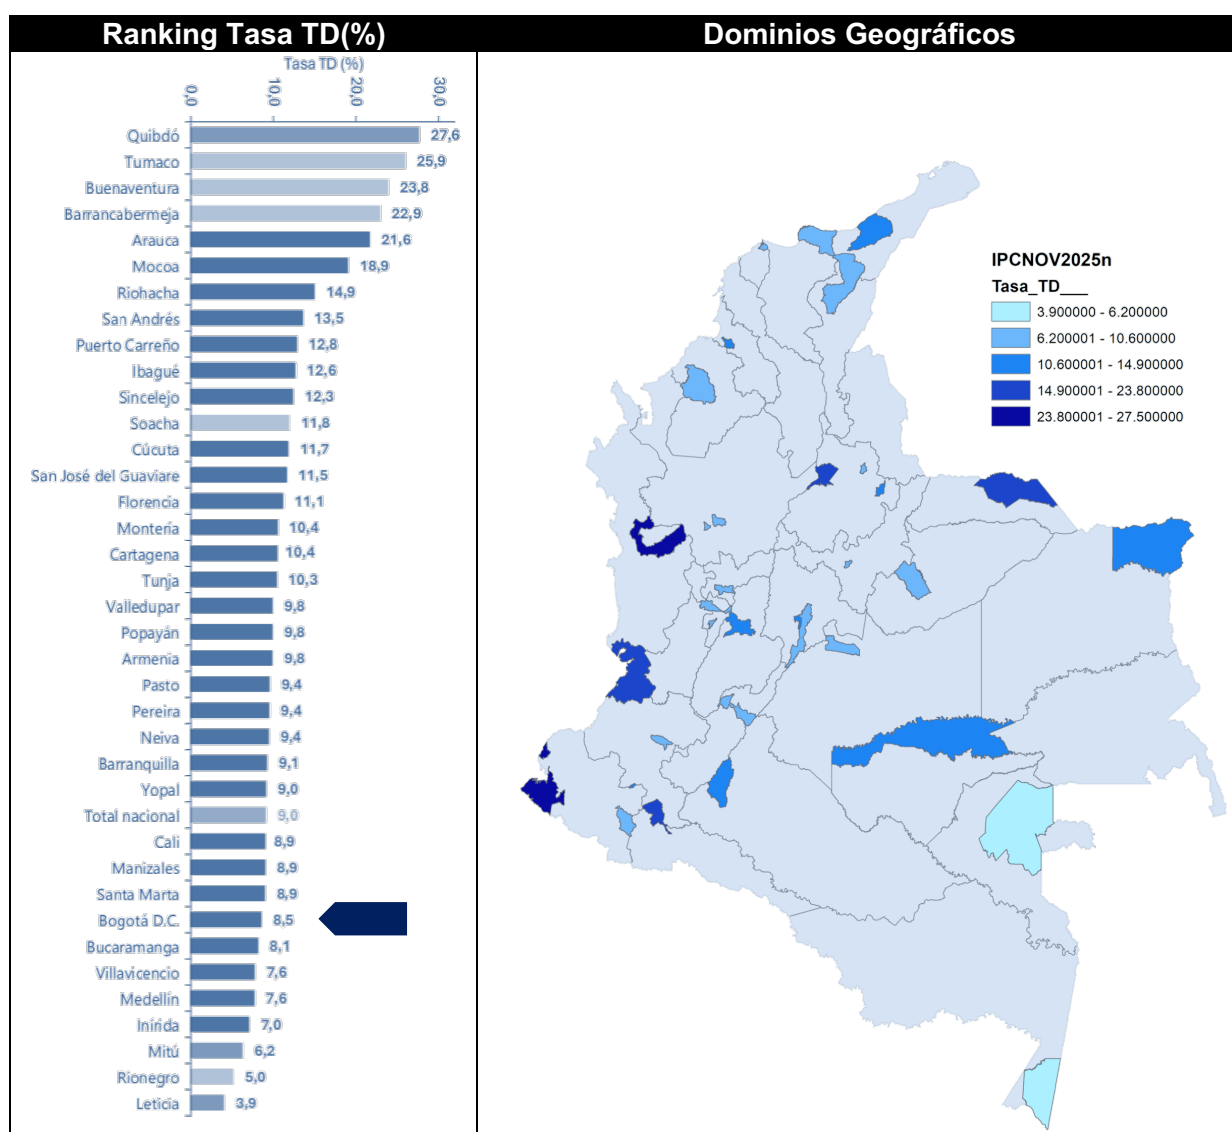 Ranking Tasa TD(%)
Dominios Geográficos
Tasa TD (%)
0,0
10,0
20,0
30,0
Quibdó 27,6
Tumaco 25,9
Buenaventura 23,8
Barrancabermeja 22,9
Arauca 21,6
Mocoa 18,9
Riohacha 14,9
San Andrés 13,5
Puerto Carreño 12,8
Ibagué 12,6
Sincelejo 12,3
Soacha 11,8
Cúcuta 11,7
San José del Guaviare 11,5
Florencia 11,1
Montería 10,4
Cartagena 10,4
Tunja 10,3
Valledupar 9,8
Popayán 9,8
Armenia 9,8
Pasto 9,4
Pereira 9,4
Neiva 9,4
Barranquilla 9,1
Yopal 9,0
Total nacional 9,0
Cali 8,9
Manizales 8,9
Santa Marta 8,9
Bogotá D.C. 8,5
Bucaramanga 8,1
Villavicencio 7,6
Medellín 7,6
Inírida 7,0
Mitú 6,2
Rionegro 5,0
Leticia 3,9
IPCNOV2025n
Tasa_TD___
3.900000 - 6.200000
6.200001 - 10.600000
10.600001 - 14.900000
14.900001 - 23.800000
23.800001 - 27.500000